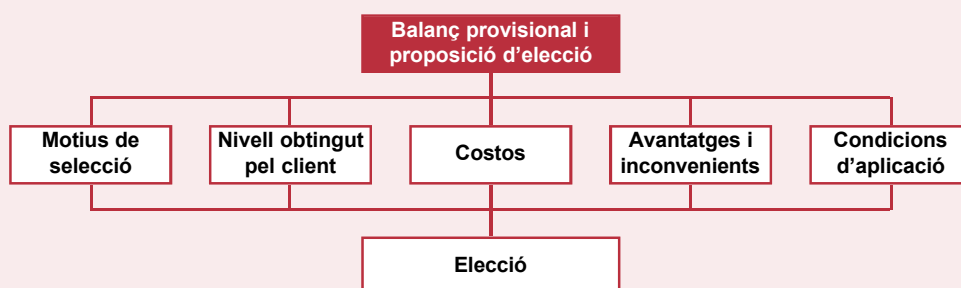 Balanç provisional i
proposició d’elecció
Motius de
selecció
Nivell obtingut
pel client
Costos
Avantatges i
inconvenients
Condicions
d’aplicació
Elecció